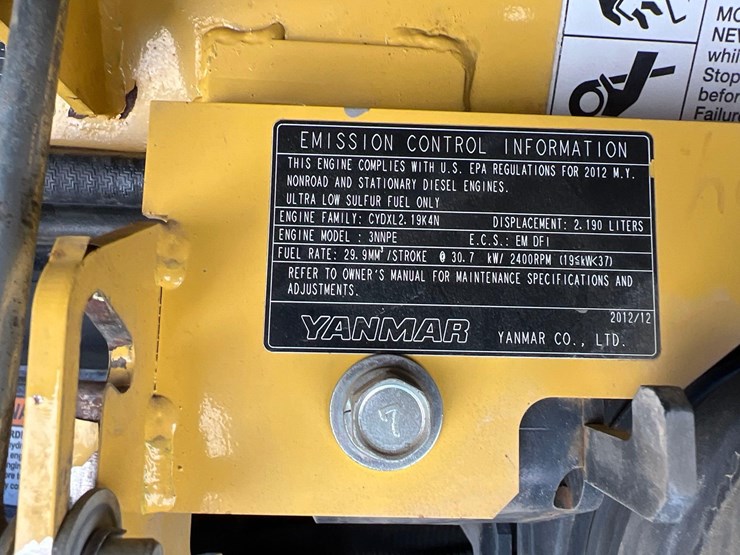 EMISSION CONTROL INFORMATION
THIS ENGINE COMPLIES WITH U.S. EPA REGULATIONS FOR 2012 M.Y.
NONROAD AND STATIONARY DIESEL ENGINES.
ULTRA LOW SULFUR FUEL ONLY
ENGINE FAMILY: CYDXL2.19K4N DISPLACEMENT: 2.190 LITERS
ENGINE MODEL : 3NNPE E.C.S.: EM DFI
FUEL RATE: 29.9MM³/STROKE @ 30.7 kW/ 2400RPM (19≤kW<37)
REFER TO OWNER'S MANUAL FOR MAINTENANCE SPECIFICATIONS AND
ADJUSTMENTS.
2012/12
YANMAR YANMAR CO., LTD.
7
MO
NEV
whil
Stop
befor
Failure